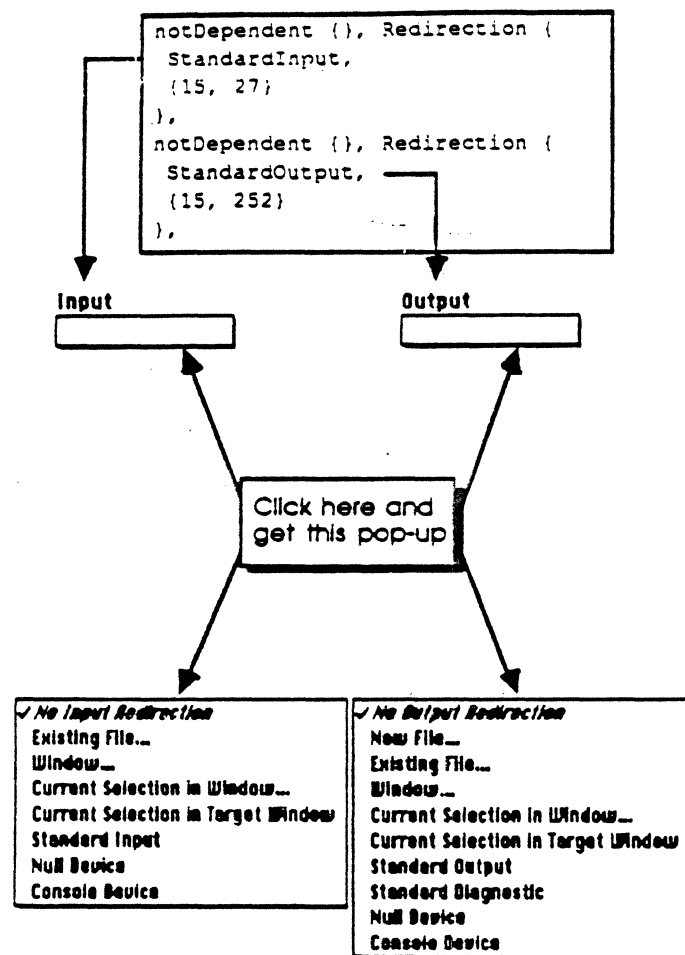 notDependent {}, Redirection {
StandardInput,
{15, 27}
},
notDependent {}, Redirection {
StandardOutput,
{15, 252}
},
Input
Output
Click here and
get this pop-up
✓ No Input Redirection
Existing File...
Window...
Current Selection in Window...
Current Selection in Target Window
Standard Input
Null Device
Console Device
✓ No Output Redirection
New File...
Existing File...
Window...
Current Selection in Window...
Current Selection in Target Window
Standard Output
Standard Diagnostic
Null Device
Console Device